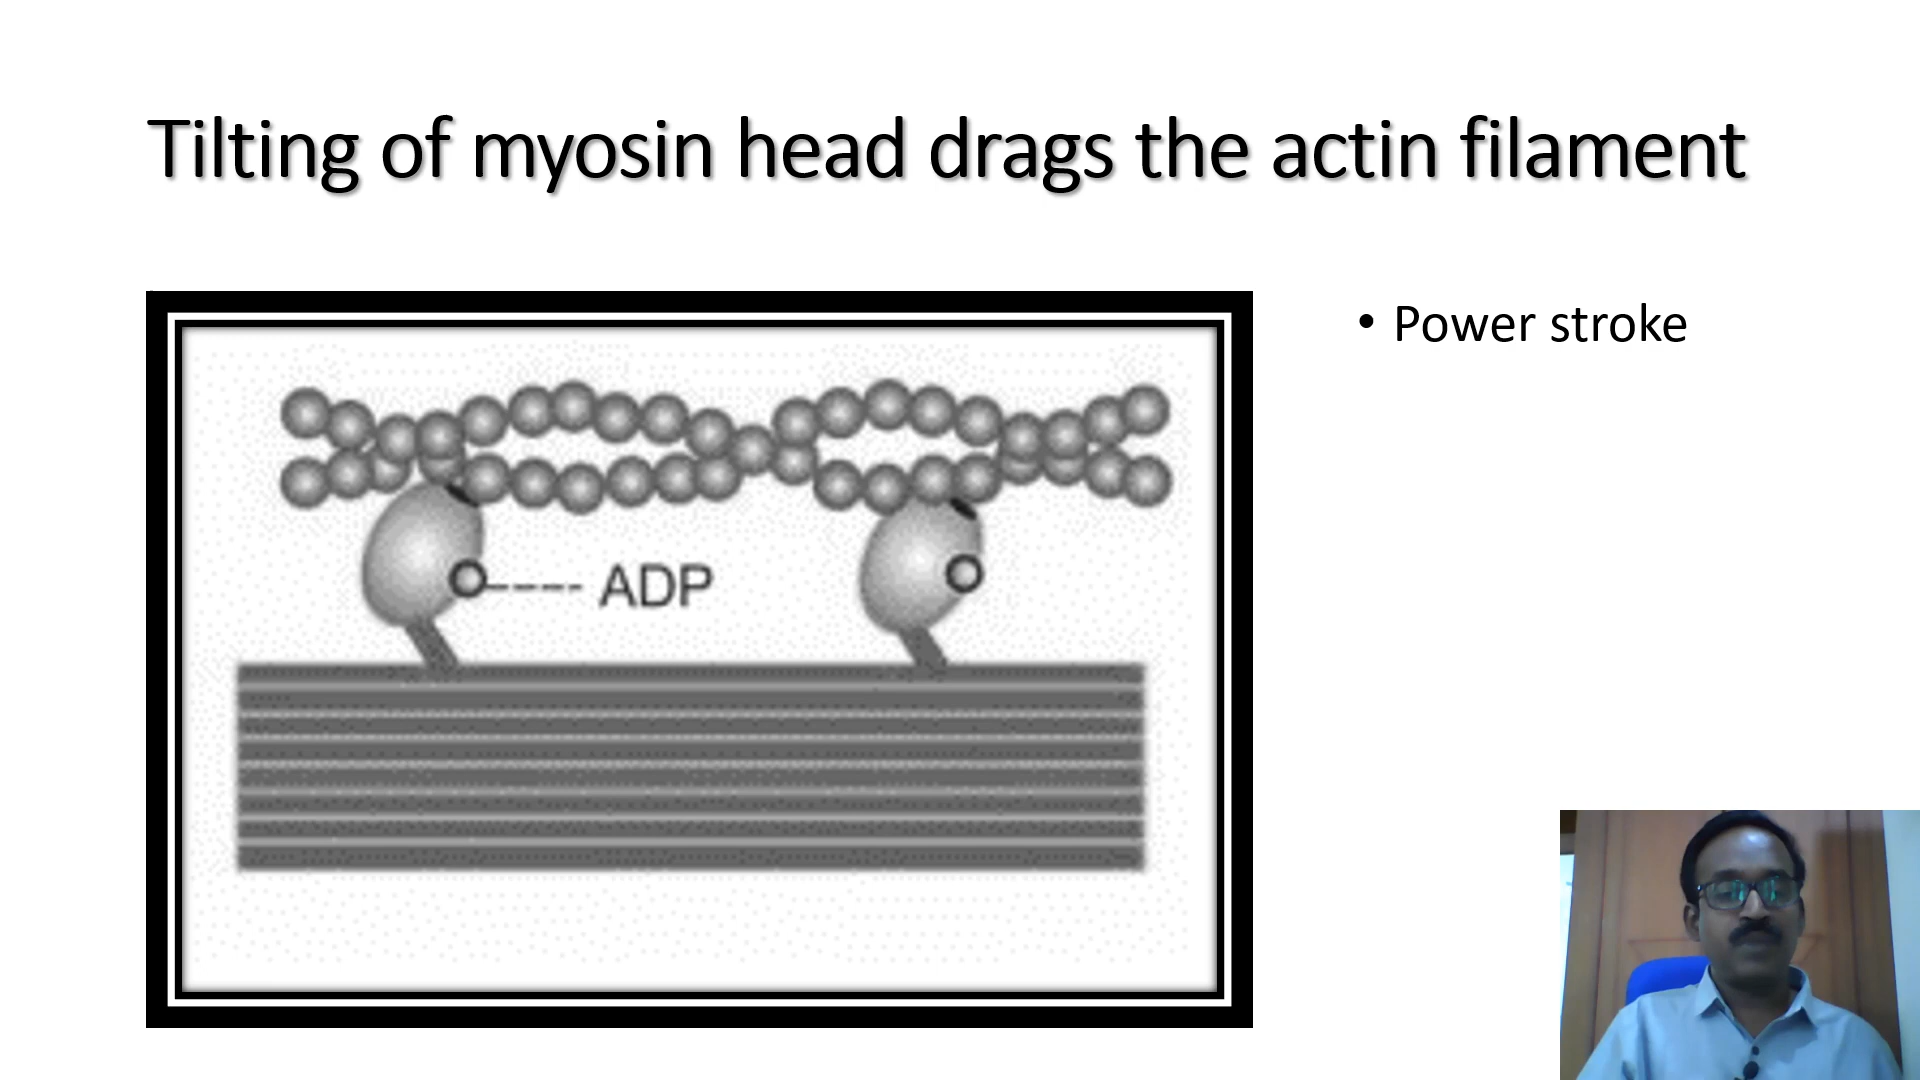 Tilting of myosin head drags the actin filament
• Power stroke
ADP